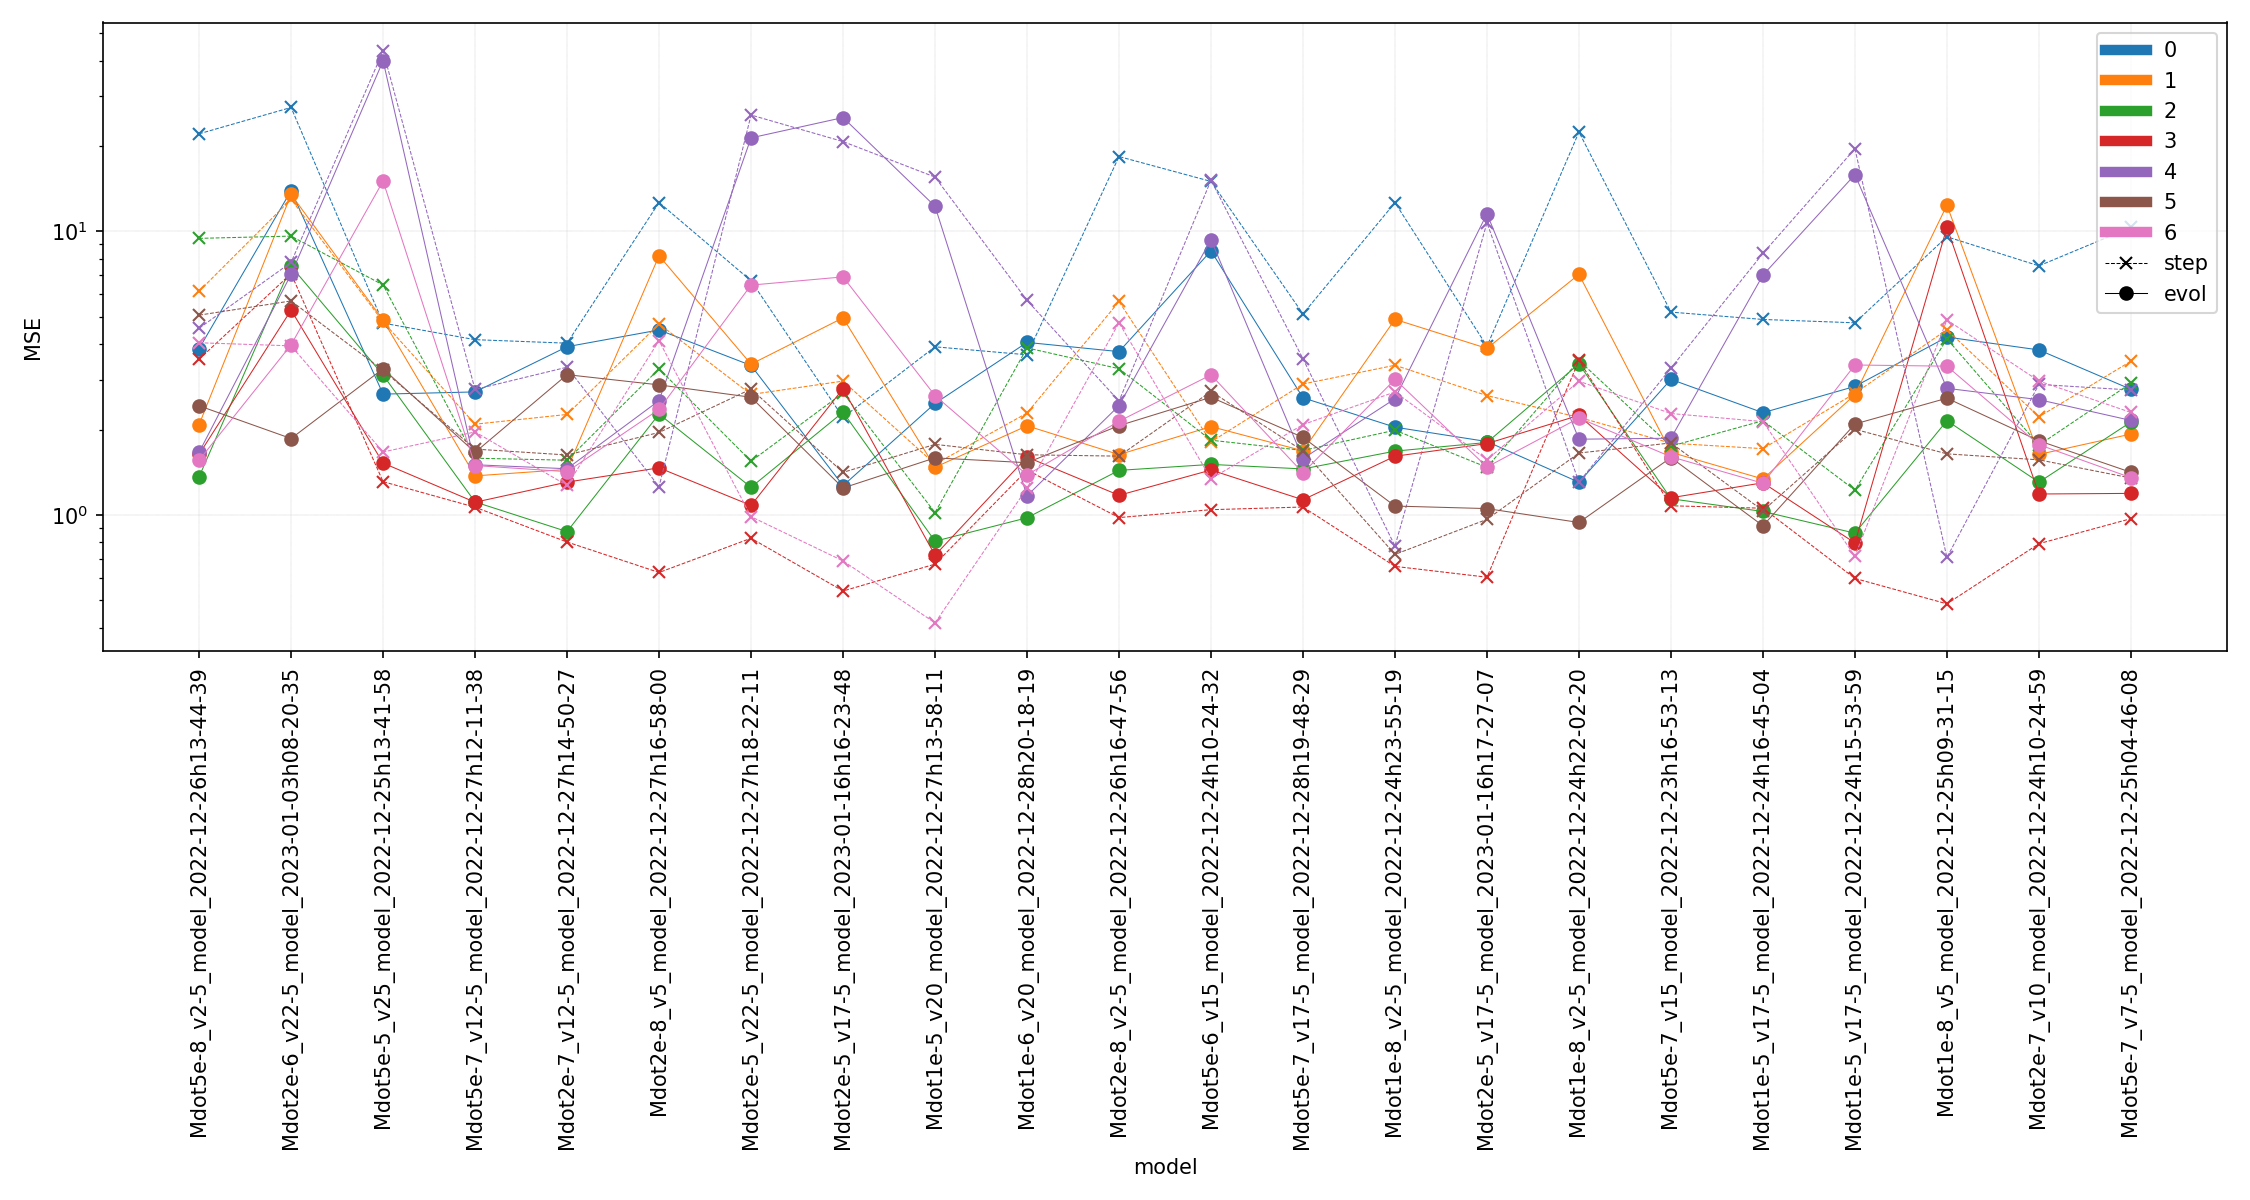 MSE
10¹
10⁰
0
1
2
3
4
5
6
step
evol
Mdot5e-8_v2-5_model_2022-12-26h13-44-39
Mdot2e-6_v22-5_model_2023-01-03h08-20-35
Mdot5e-5_v25_model_2022-12-25h13-41-58
Mdot5e-7_v12-5_model_2022-12-27h12-11-38
Mdot2e-7_v12-5_model_2022-12-27h14-50-27
Mdot2e-8_v5_model_2022-12-27h16-58-00
Mdot2e-5_v22-5_model_2022-12-27h18-22-11
Mdot2e-5_v17-5_model_2023-01-16h16-23-48
Mdot1e-5_v20_model_2022-12-27h13-58-11
Mdot1e-6_v20_model_2022-12-28h20-18-19
Mdot2e-8_v2-5_model_2022-12-26h16-47-56
Mdot5e-6_v15_model_2022-12-24h10-24-32
Mdot5e-7_v17-5_model_2022-12-28h19-48-29
Mdot1e-8_v2-5_model_2022-12-24h23-55-19
Mdot2e-5_v17-5_model_2023-01-16h17-27-07
Mdot1e-8_v2-5_model_2022-12-24h22-02-20
Mdot5e-7_v15_model_2022-12-23h16-53-13
Mdot1e-5_v17-5_model_2022-12-24h16-45-04
Mdot1e-5_v17-5_model_2022-12-24h15-53-59
Mdot1e-8_v5_model_2022-12-25h09-31-15
Mdot2e-7_v10_model_2022-12-24h10-24-59
Mdot5e-7_v7-5_model_2022-12-25h04-46-08
model